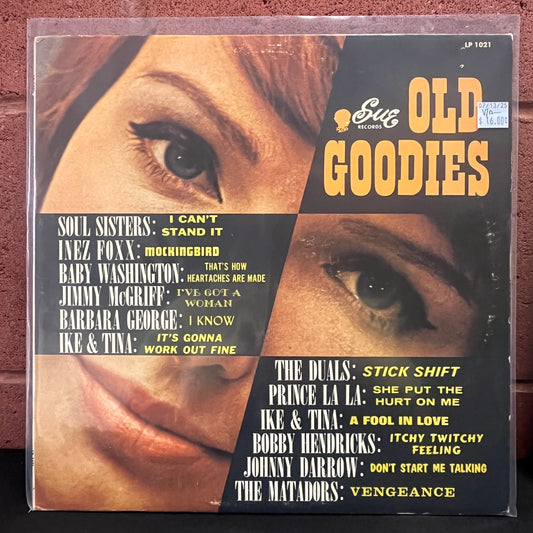 LP 1021
Sue
RECORDS
OLD
GOODIES
07/13/25
V/A—
$ 16.00
SOUL SISTERS: I CAN'T
STAND IT
INEZ FOXX: MOCKINGBIRD
BABY WASHINGTON: THAT'S HOW
HEARTACHES ARE MADE
JIMMY McGRIFF: I'VE GOT A
WOMAN
BARBARA GEORGE: I KNOW
IKE & TINA: IT'S GONNA
WORK OUT FINE
THE DUALS: STICK SHIFT
PRINCE LA LA: SHE PUT THE
HURT ON ME
IKE & TINA: A FOOL IN LOVE
BOBBY HENDRICKS: ITCHY TWITCHY
FEELING
JOHNNY DARROW: DON'T START ME TALKING
THE MATADORS: VENGEANCE